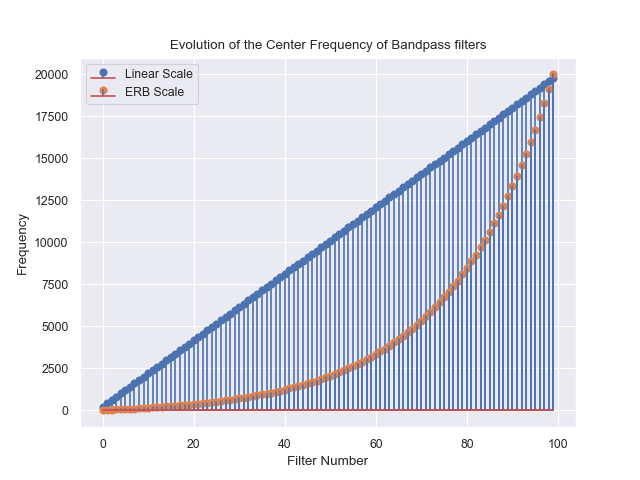 Evolution of the Center Frequency of Bandpass filters
Linear Scale
ERB Scale
20000
17500
15000
12500
10000
7500
5000
2500
0
Frequency
0 20 40 60 80 100
Filter Number